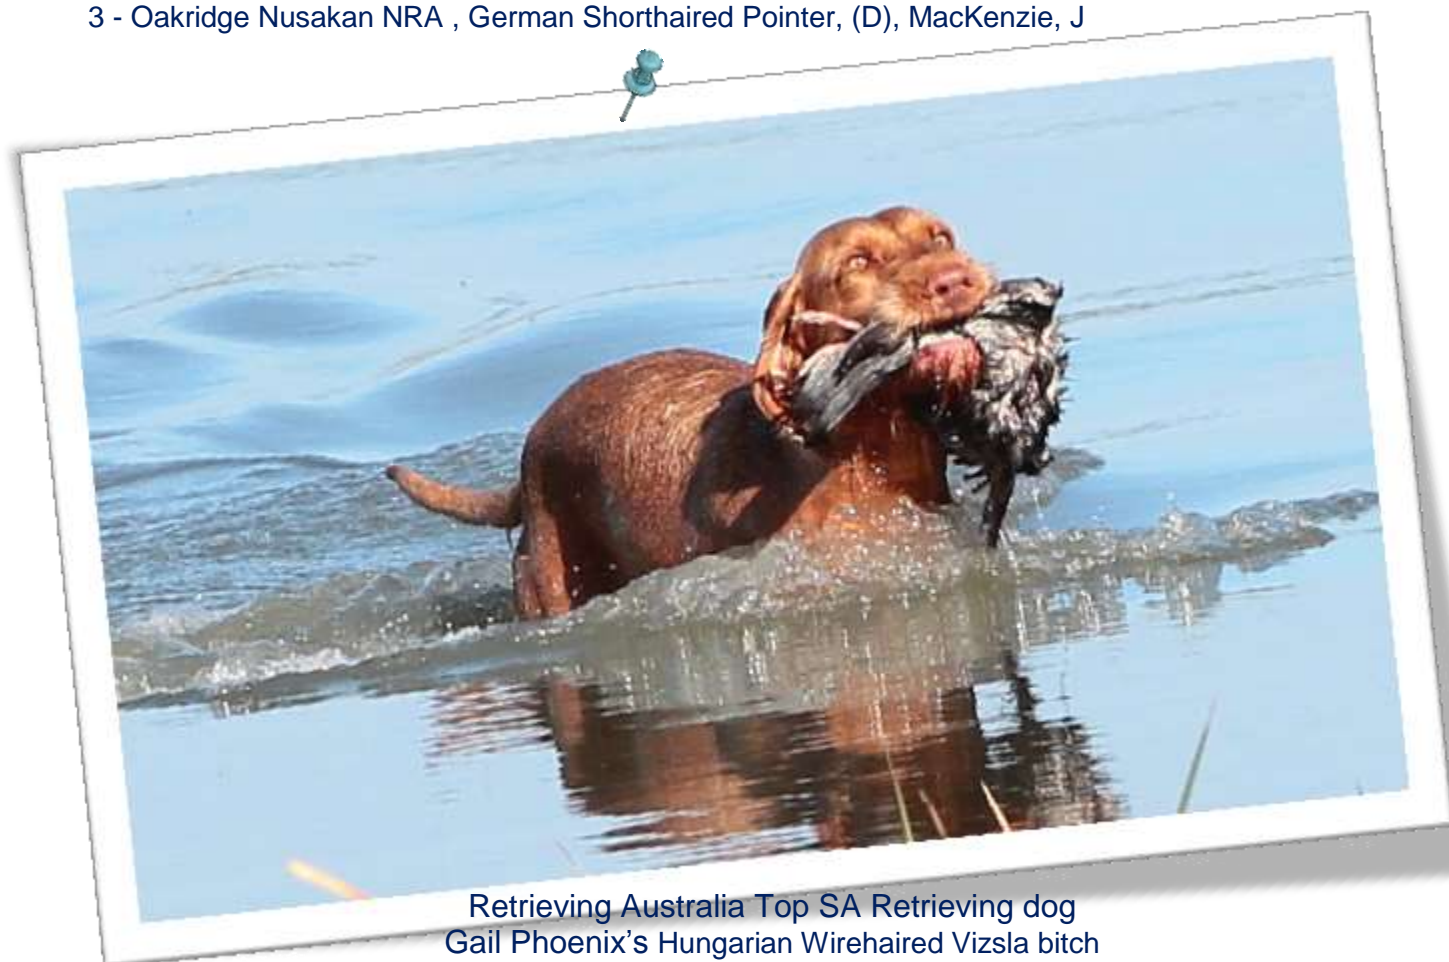 3 - Oakridge Nusakan NRA , German Shorthaired Pointer, (D), MacKenzie, J
Retrieving Australia Top SA Retrieving dog
Gail Phoenix’s Hungarian Wirehaired Vizsla bitch